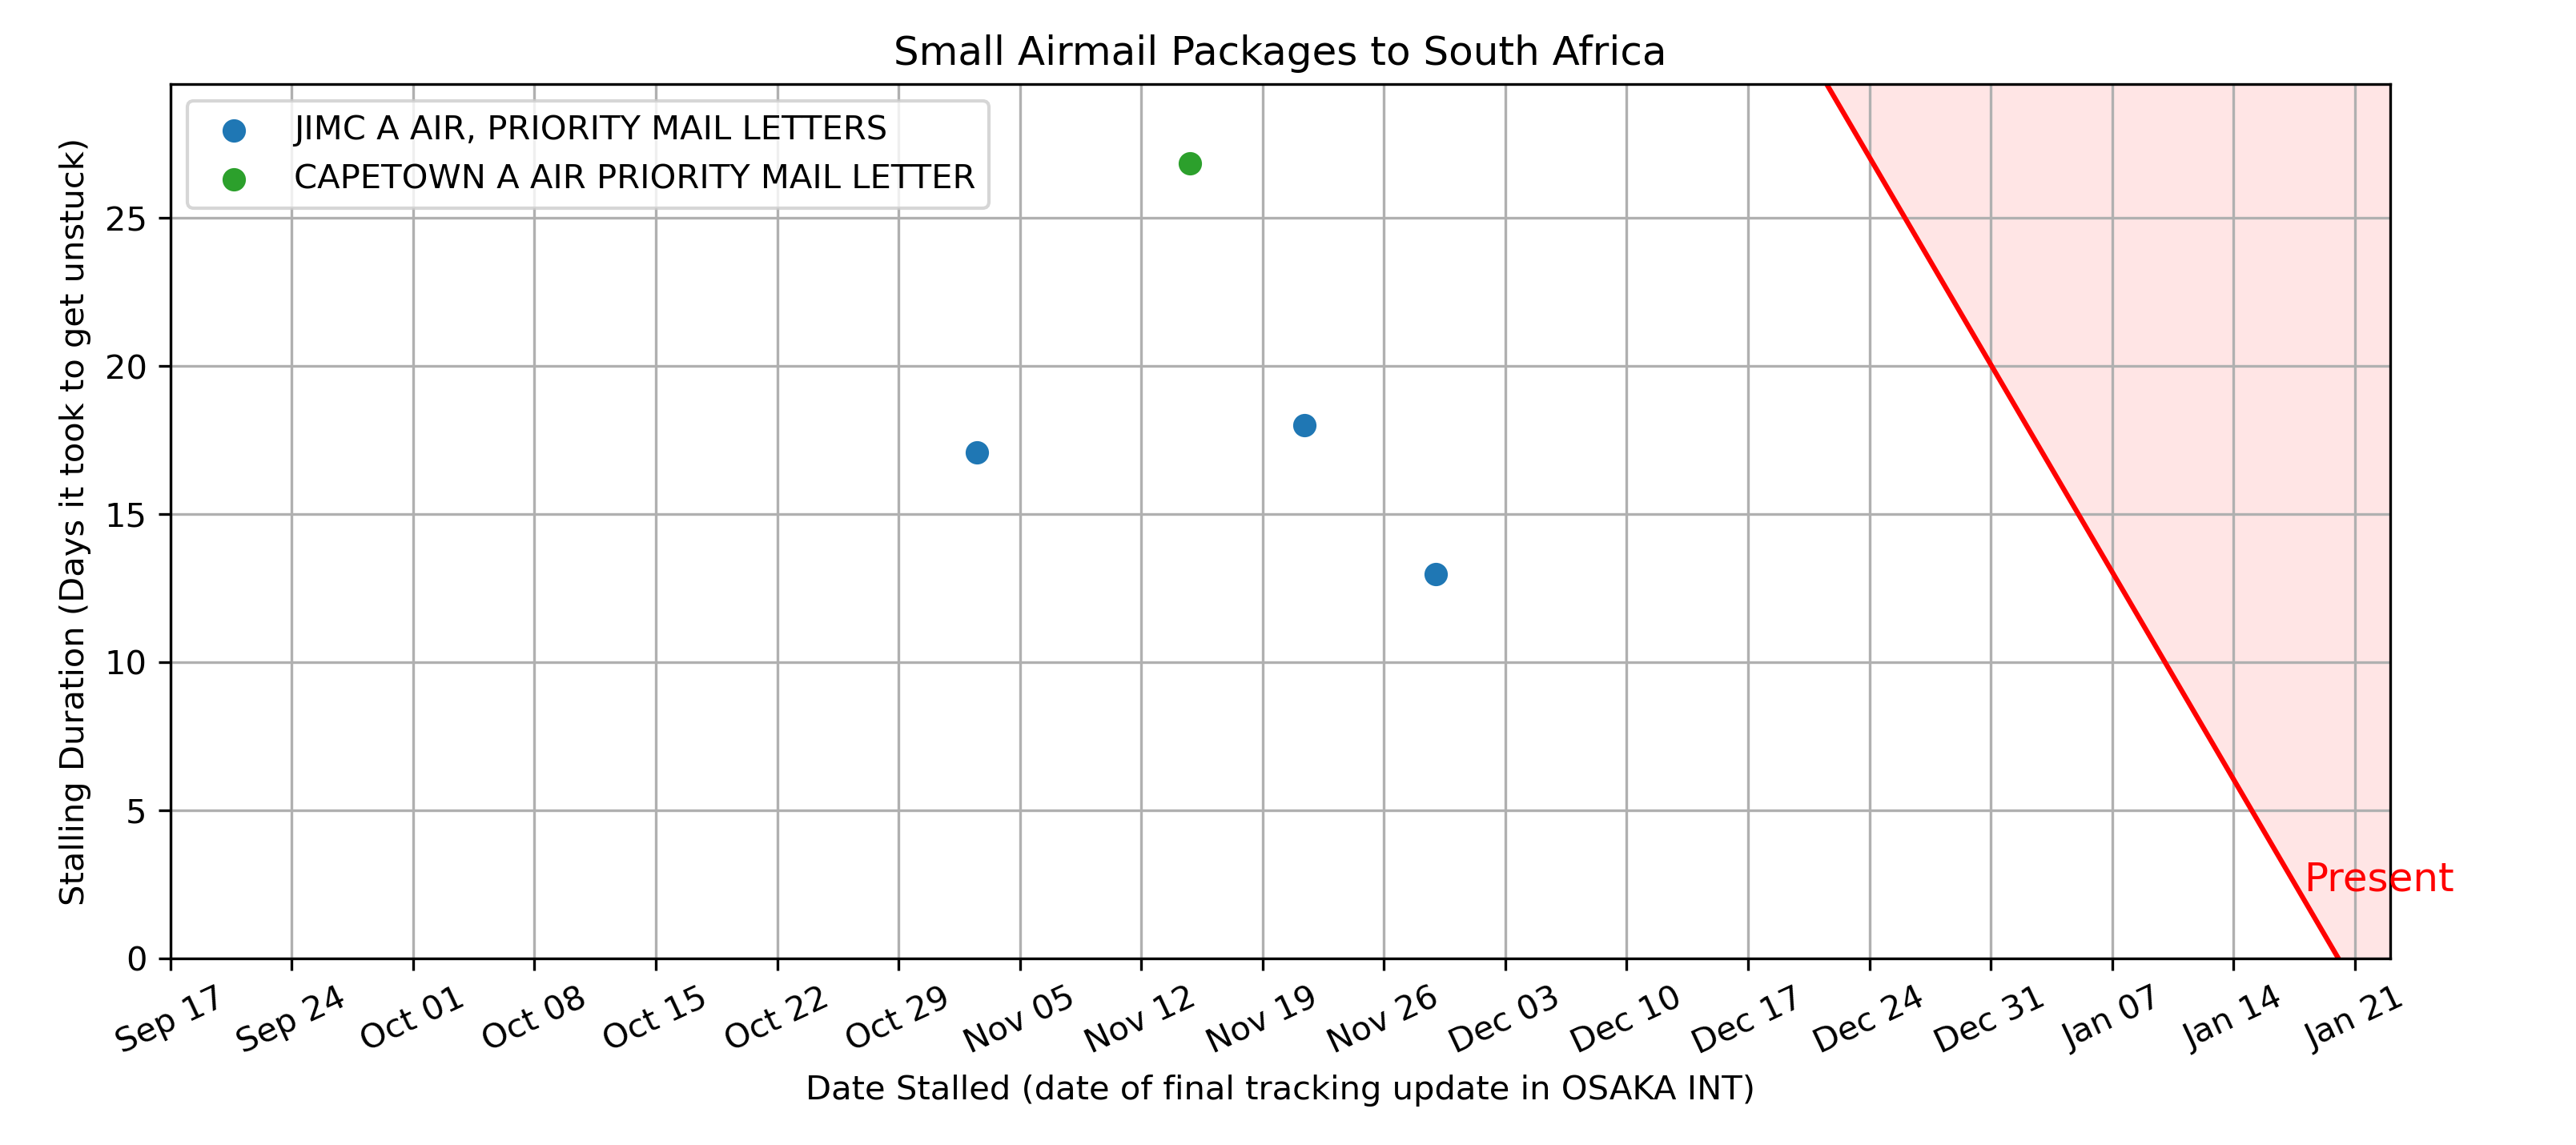 Small Airmail Packages to South Africa
JIMC A AIR, PRIORITY MAIL LETTERS
CAPETOWN A AIR PRIORITY MAIL LETTER
Stalling Duration (Days it took to get unstuck)
25
20
15
10
5
0
Present
Sep 17 Sep 24 Oct 01 Oct 08 Oct 15 Oct 22 Oct 29 Nov 05 Nov 12 Nov 19 Nov 26 Dec 03 Dec 10 Dec 17 Dec 24 Dec 31 Jan 07 Jan 14 Jan 21
Date Stalled (date of final tracking update in OSAKA INT)